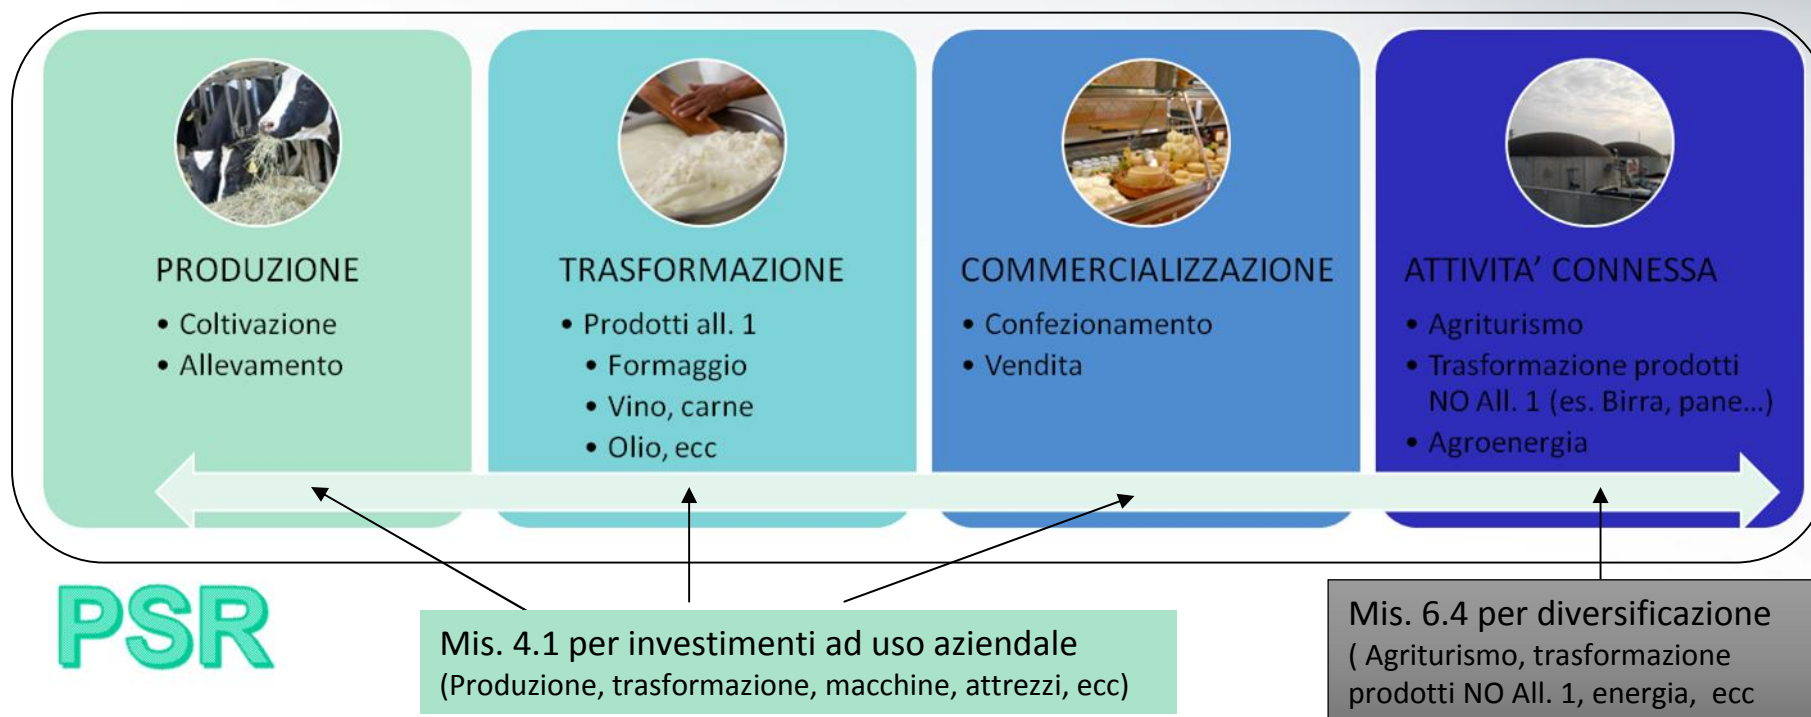 PRODUZIONE
• Coltivazione
• Allevamento
TRASFORMAZIONE
• Prodotti all. 1
• Formaggio
• Vino, carne
• Olio, ecc
COMMERCIALIZZAZIONE
• Confezionamento
• Vendita
ATTIVITA’ CONNESSA
• Agriturismo
• Trasformazione prodotti
NO All. 1 (es. Birra, pane...)
• Agroenergia
PSR
Mis. 4.1 per investimenti ad uso aziendale
(Produzione, trasformazione, macchine, attrezzi, ecc)
Mis. 6.4 per diversificazione
( Agriturismo, trasformazione
prodotti NO All. 1, energia, ecc